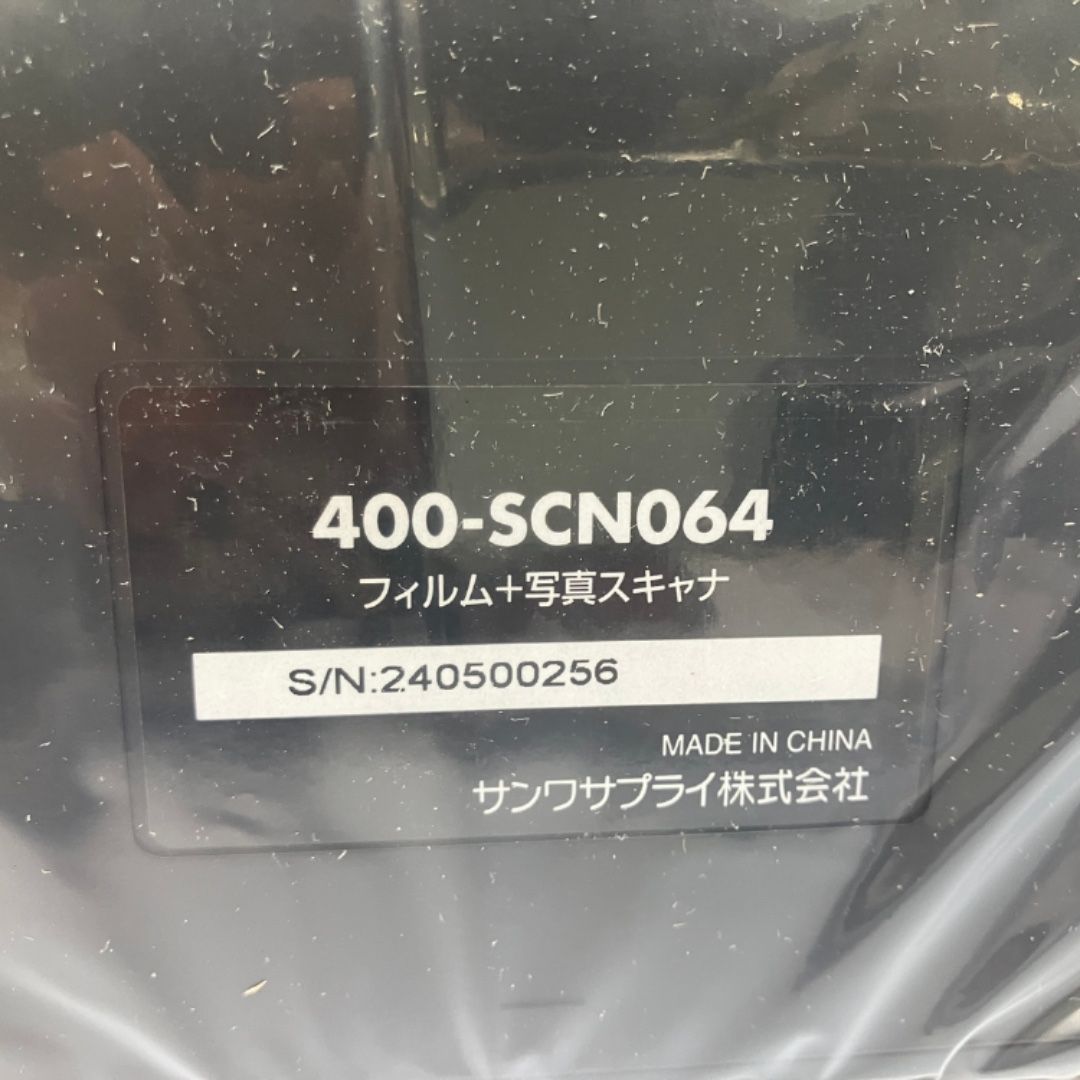 400-SCN064
フィルム+写真スキャナ
S/N:240500256
MADE IN CHINA
サンワサプライ株式会社